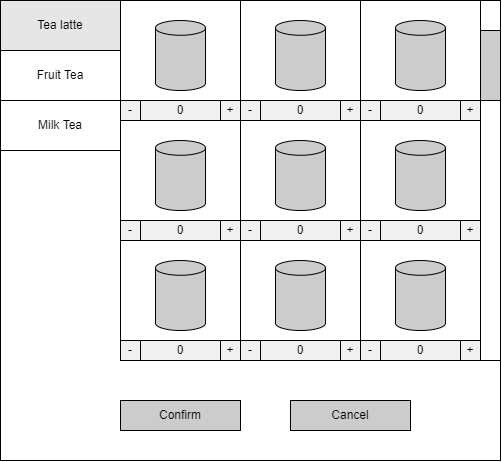 Tea latte
Fruit Tea
Milk Tea
- 0 + - 0 + - 0 +
- 0 + - 0 + - 0 +
- 0 + - 0 + - 0 +
Confirm Cancel